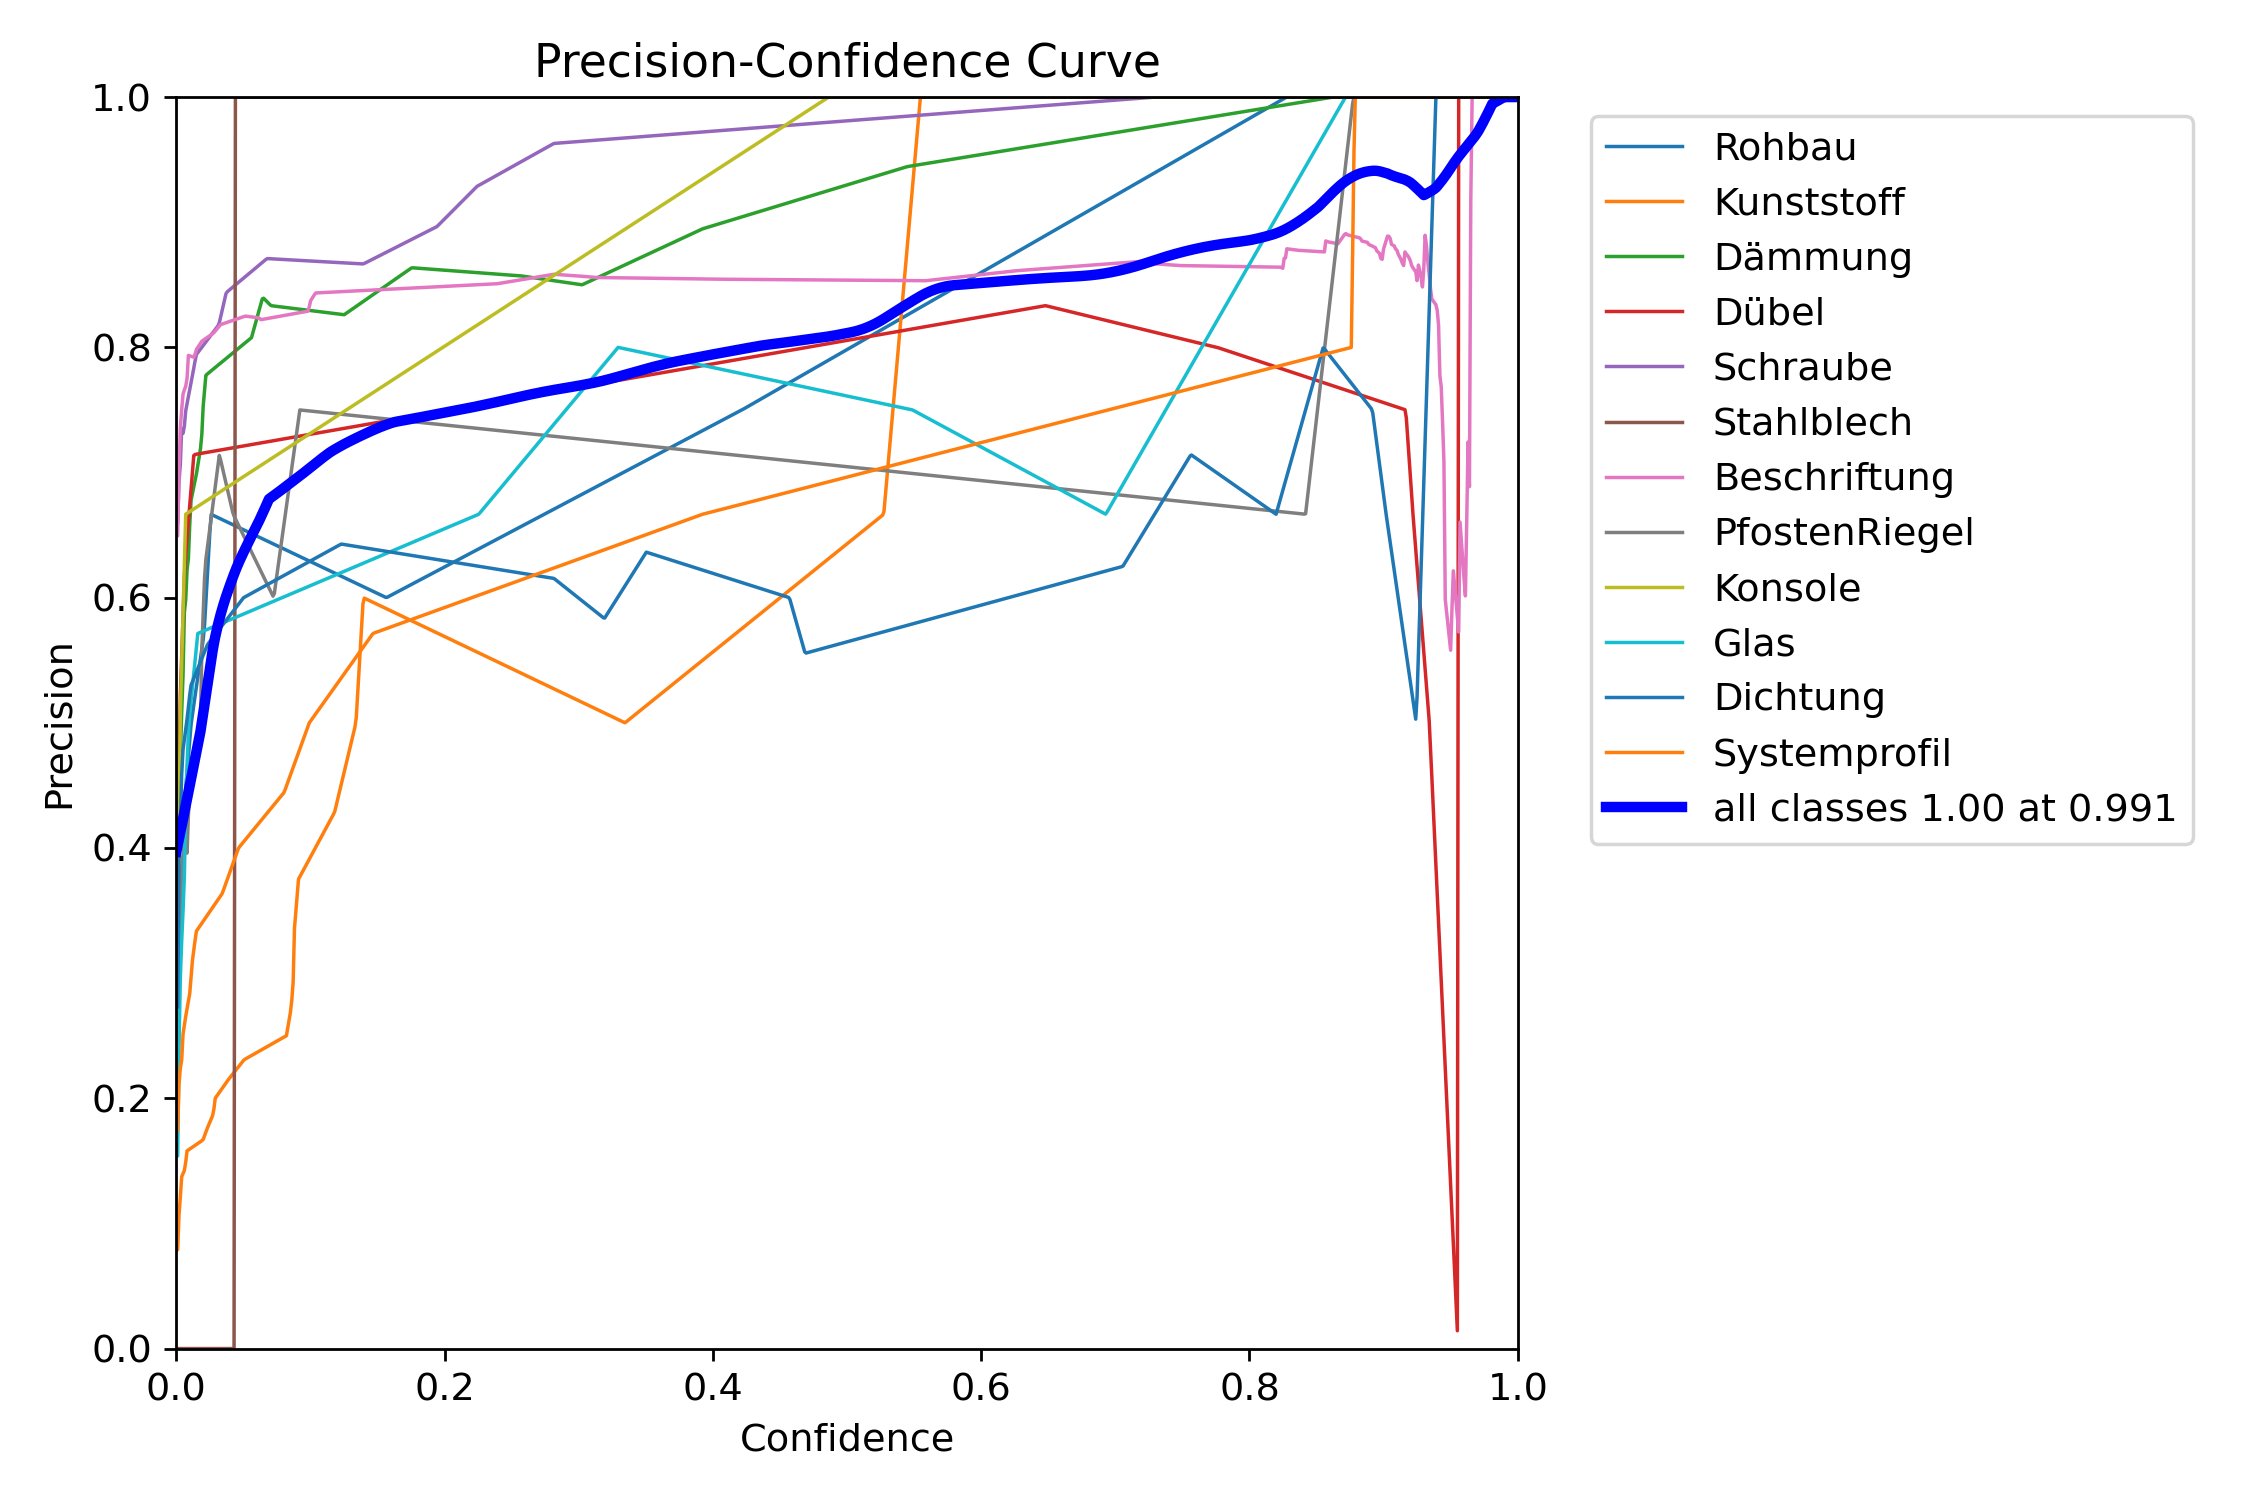 Precision-Confidence Curve
1.0
0.8
0.6
0.4
0.2
0.0
Precision
0.0 0.2 0.4 0.6 0.8 1.0
Confidence
Rohbau
Kunststoff
Dämmung
Dübel
Schraube
Stahlblech
Beschriftung
PfostenRiegel
Konsole
Glas
Dichtung
Systemprofil
all classes 1.00 at 0.991